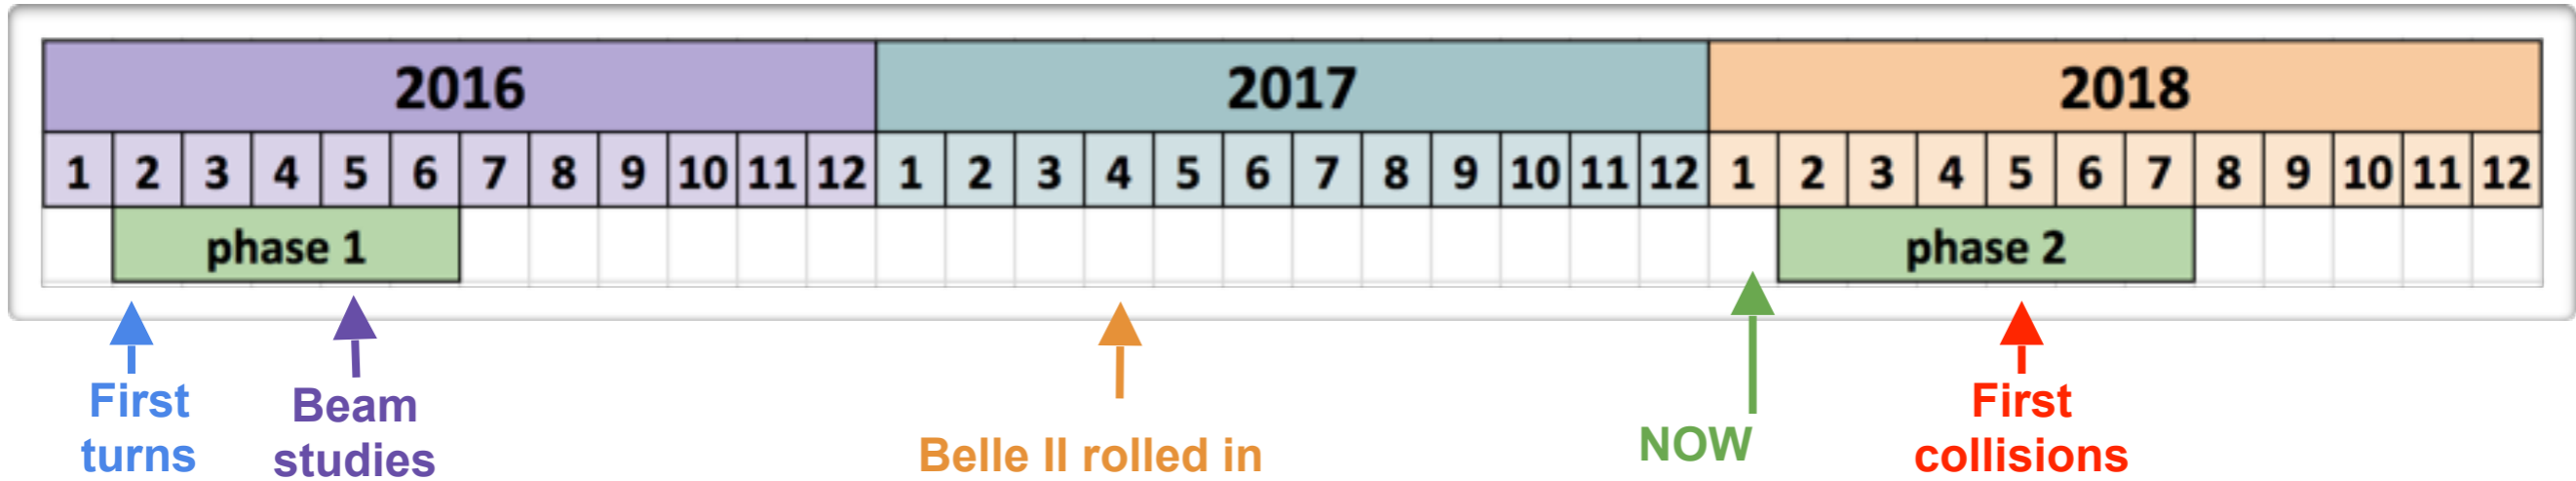 2016 2017 2018
1 2 3 4 5 6 7 8 9 10 11 12 1 2 3 4 5 6 7 8 9 10 11 12 1 2 3 4 5 6 7 8 9 10 11 12
phase 1 phase 2
First
turns
Beam
studies
Belle II rolled in
NOW
First
collisions